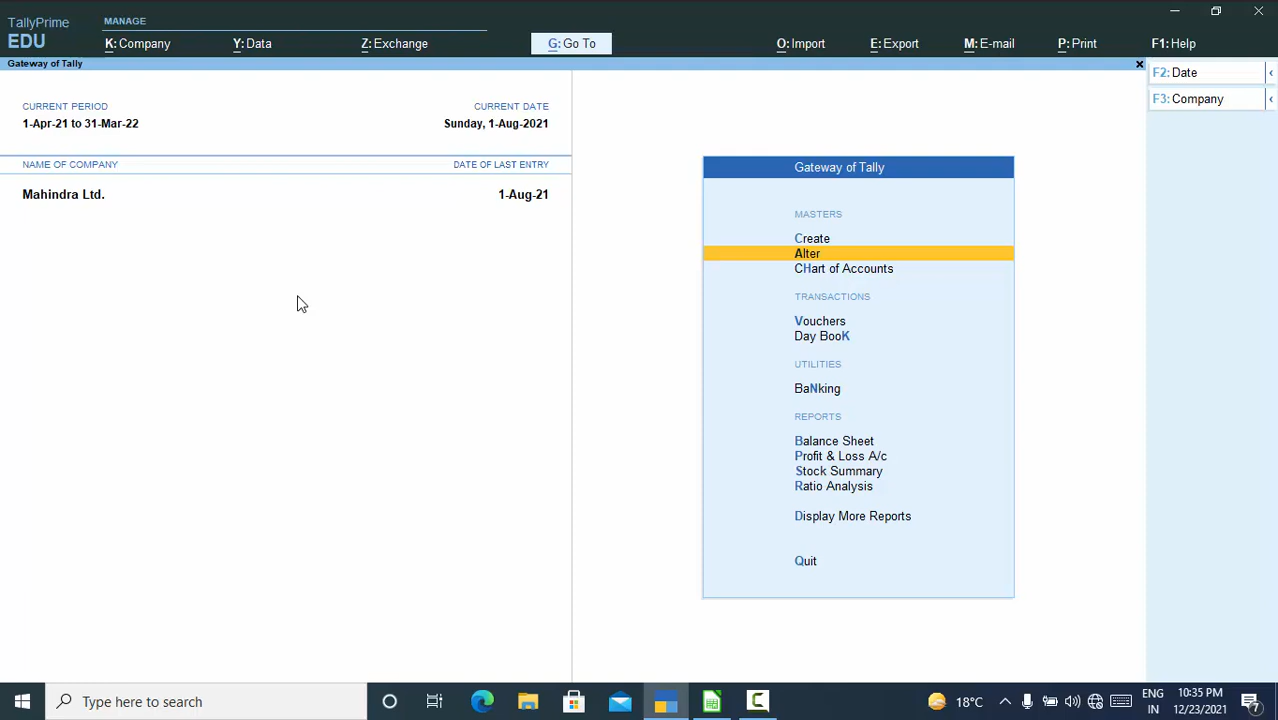 TallyPrime
EDU
MANAGE
K: Company
Y: Data
Z: Exchange
G: Go To
O: Import
E: Export
M: E-mail
P: Print
F1: Help
Gateway of Tally
F2: Date
F3: Company
CURRENT PERIOD
CURRENT DATE
1-Apr-21 to 31-Mar-22
Sunday, 1-Aug-2021
NAME OF COMPANY
DATE OF LAST ENTRY
Mahindra Ltd.
1-Aug-21
Gateway of Tally
MASTERS
Create
Alter
CHart of Accounts
TRANSACTIONS
Vouchers
Day BooK
UTILITIES
BaNking
REPORTS
Balance Sheet
Profit & Loss A/c
Stock Summary
Ratio Analysis
Display More Reports
Quit
Type here to search
18°C
ENG
IN
10:35 PM
12/23/2021
7